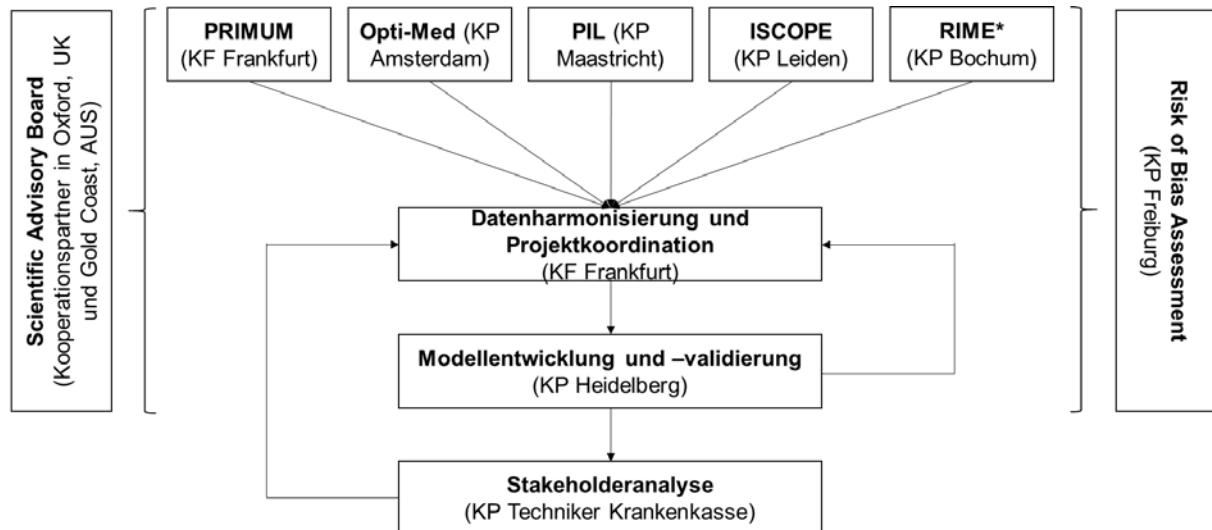 PRIMUM
(KF Frankfurt)
Opti-Med (KP
Amsterdam)
PIL (KP
Maastricht)
ISCOPE
(KP Leiden)
RIME*
(KP Bochum)
Scientific Advisory Board
(Kooperationspartner in Oxford, UK
und Gold Coast, AUS)
Datenharmonisierung und
Projektkoordination
(KF Frankfurt)
Modellentwicklung und –validierung
(KP Heidelberg)
Stakeholderanalyse
(KP Techniker Krankenkasse)
Risk of Bias Assessment
(KP Freiburg)